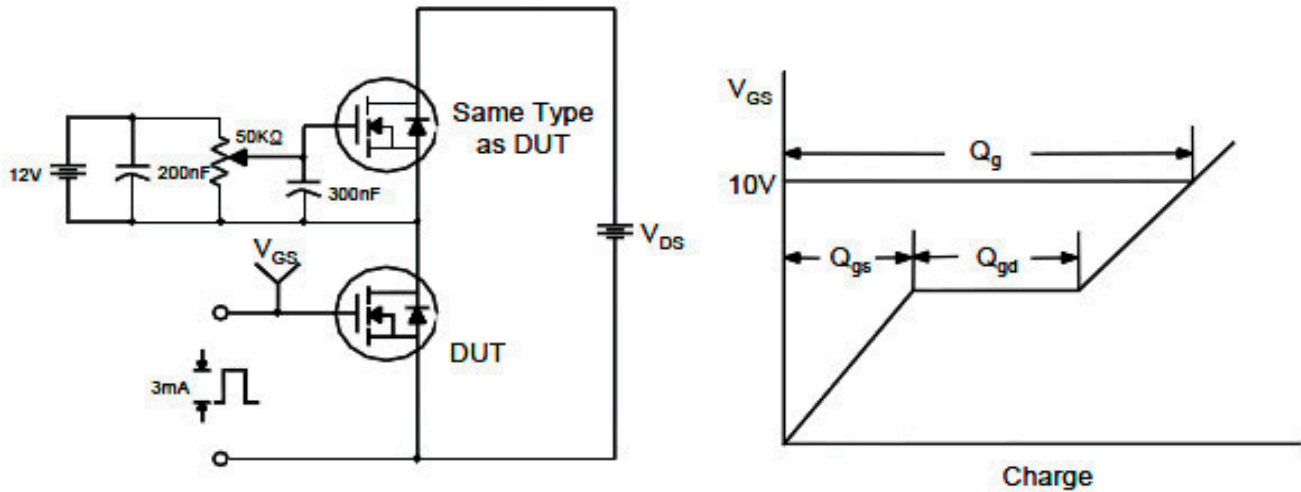 12V
200nF
50KΩ
300nF
Same Type
as DUT
V_DS
V_GS
DUT
3mA
V_GS
10V
Q_g
Q_gs
Q_gd
Charge